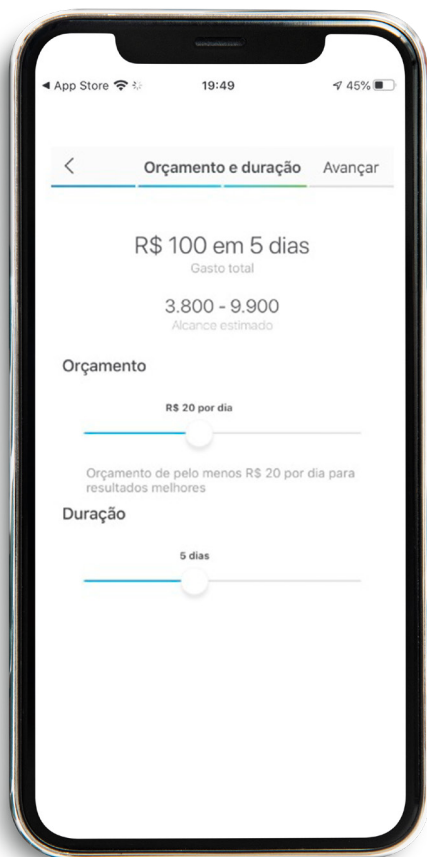 App Store
19:49
45%
Orçamento e duração
Avançar
R$ 100 em 5 dias
Gasto total
3.800 - 9.900
Alcance estimado
Orçamento
R$ 20 por dia
Orçamento de pelo menos R$ 20 por dia para
resultados melhores
Duração
5 dias